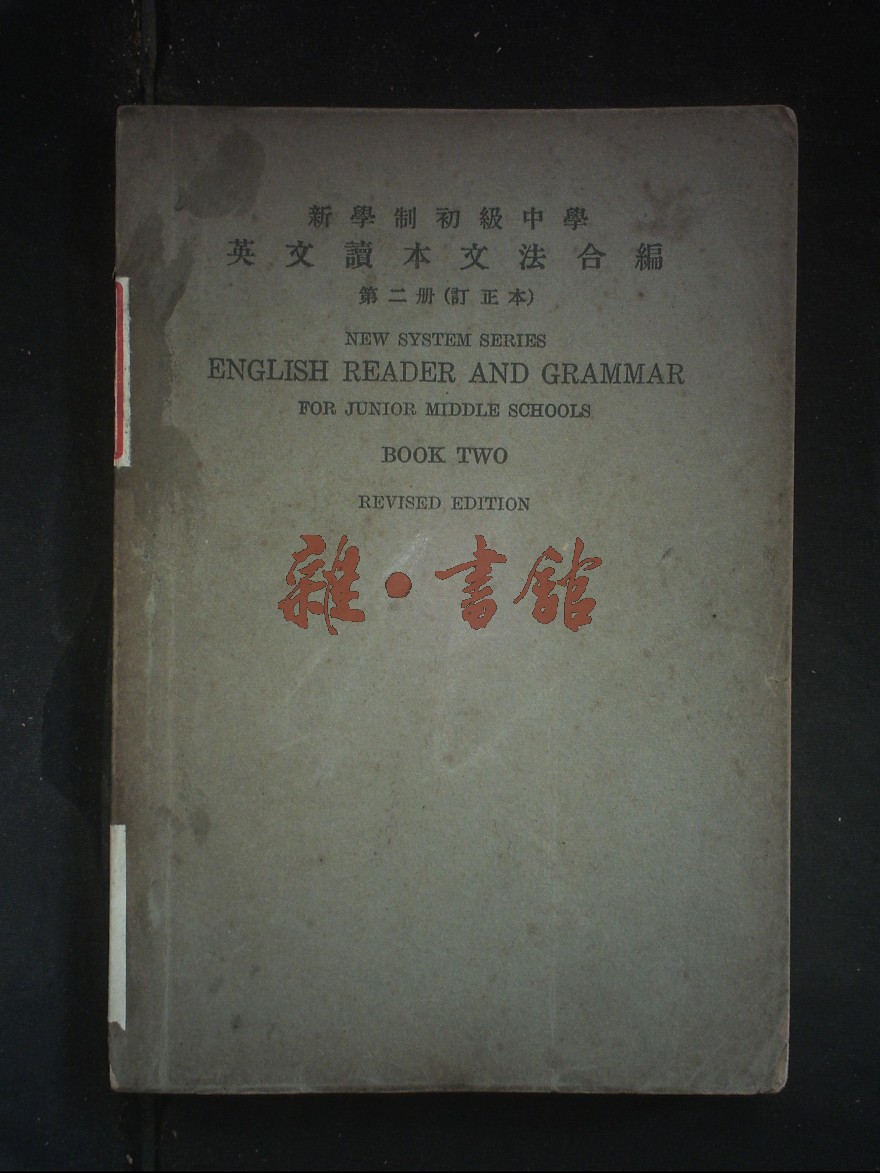 新學制初級中學
英文讀本文法合編
第二册(訂正本)
NEW SYSTEM SERIES
ENGLISH READER AND GRAMMAR
FOR JUNIOR MIDDLE SCHOOLS
BOOK TWO
REVISED EDITION
雜·書館